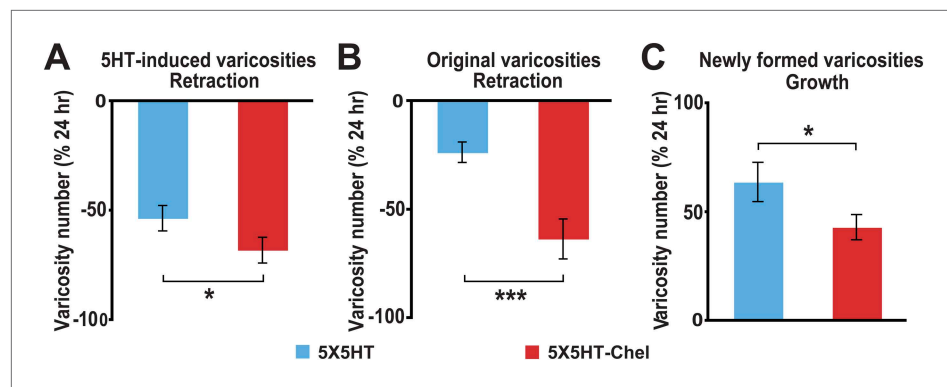 A
5HT-induced varicosities
Retraction
Varicosity number (% 24 hr)
0
-50
-100
*
B
Original varicosities
Retraction
Varicosity number (% 24 hr)
0
-50
-100
***
C
Newly formed varicosities
Growth
Varicosity number (% 24 hr)
100
50
0
*
5X5HT
5X5HT-Chel